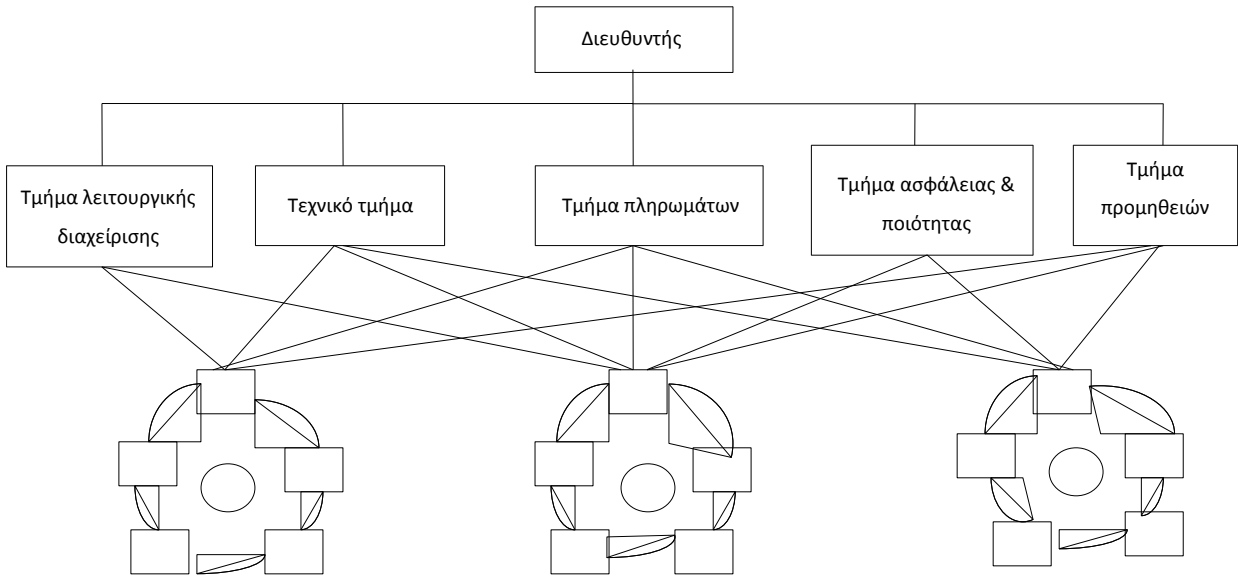 Διευθυντής
Τμήμα λειτουργικής
διαχείρισης
Τεχνικό τμήμα
Τμήμα πληρωμάτων
Τμήμα ασφάλειας &
ποιότητας
Τμήμα
προμηθειών